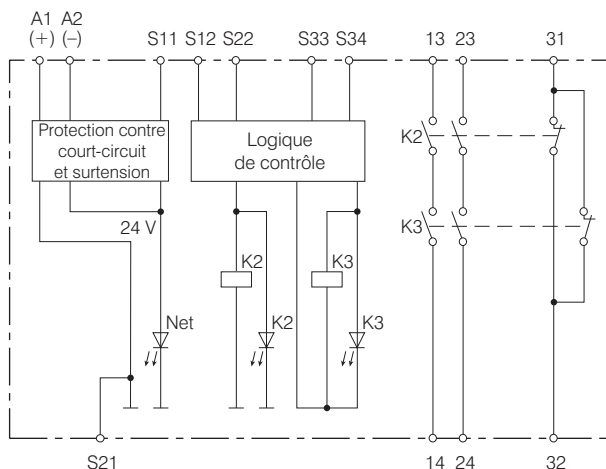 A1 A2 S11 S12 S22 S33 S34 13 23 31
(+) (–)
Protection contre
court-circuit
et surtension
Logique
de contrôle
K2
24 V
K3
K2 K3
Net K2 K3
S21 14 24 32